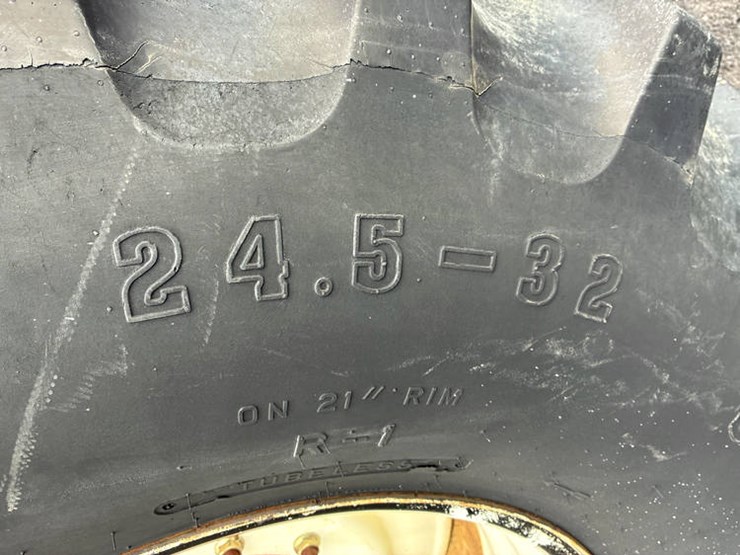 24.5-32
ON 21" RIM
R-1
TUBELESS